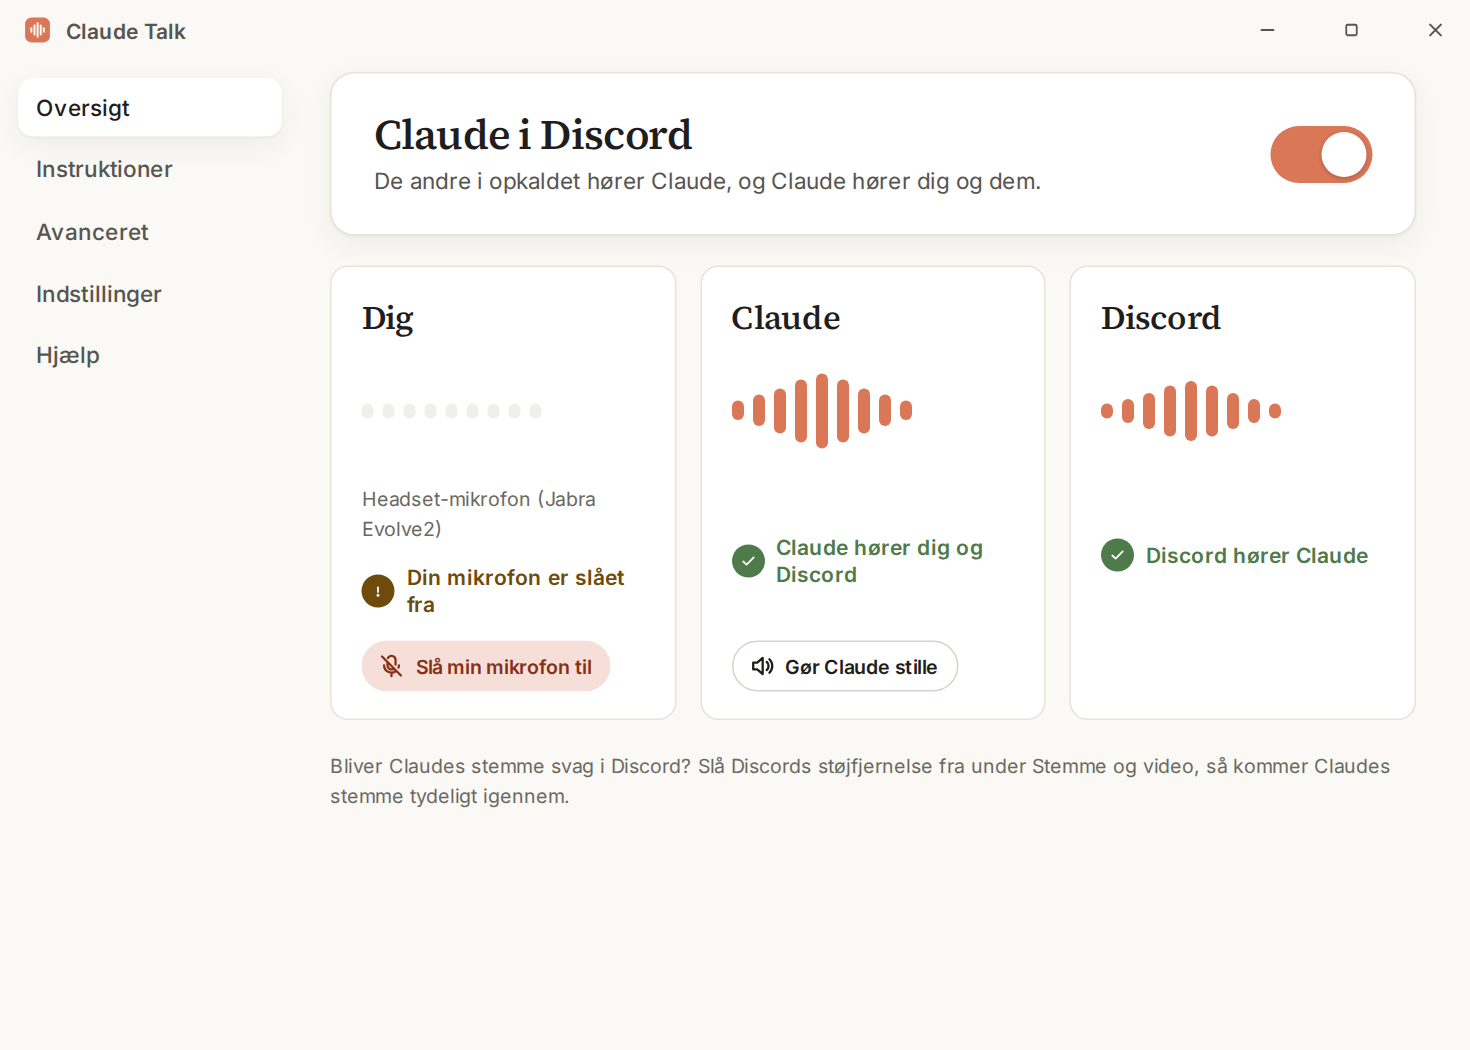 Claude Talk
Oversigt
Instruktioner
Avanceret
Indstillinger
Hjælp
Claude i Discord
De andre i opkaldet hører Claude, og Claude hører dig og dem.
Dig
Headset-mikrofon (Jabra
Evolve2)
Din mikrofon er slået
fra
Slå min mikrofon til
Claude
Claude hører dig og
Discord
Gør Claude stille
Discord
Discord hører Claude
Bliver Claudes stemme svag i Discord? Slå Discords støjfjernelse fra under Stemme og video, så kommer Claudes
stemme tydeligt igennem.